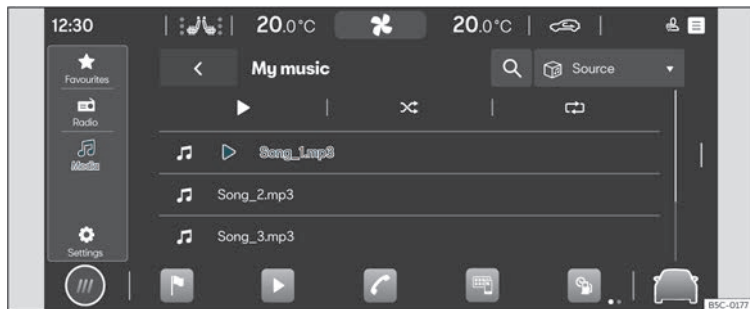 12:30
20.0°C
20.0°C
Favourites
My music
Source
Radio
Media
Song_1.mp3
Song_2.mp3
Song_3.mp3
Settings
B5C-0177